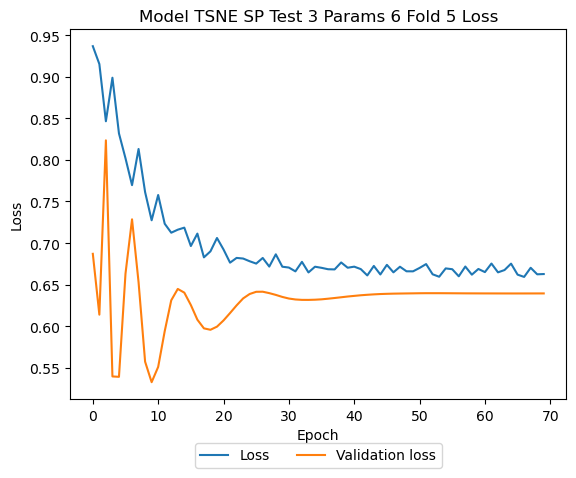 Model TSNE SP Test 3 Params 6 Fold 5 Loss
0.95
0.90
0.85
0.80
0.75
0.70
0.65
0.60
0.55
Loss
0 10 20 30 40 50 60 70
Epoch
Loss Validation loss